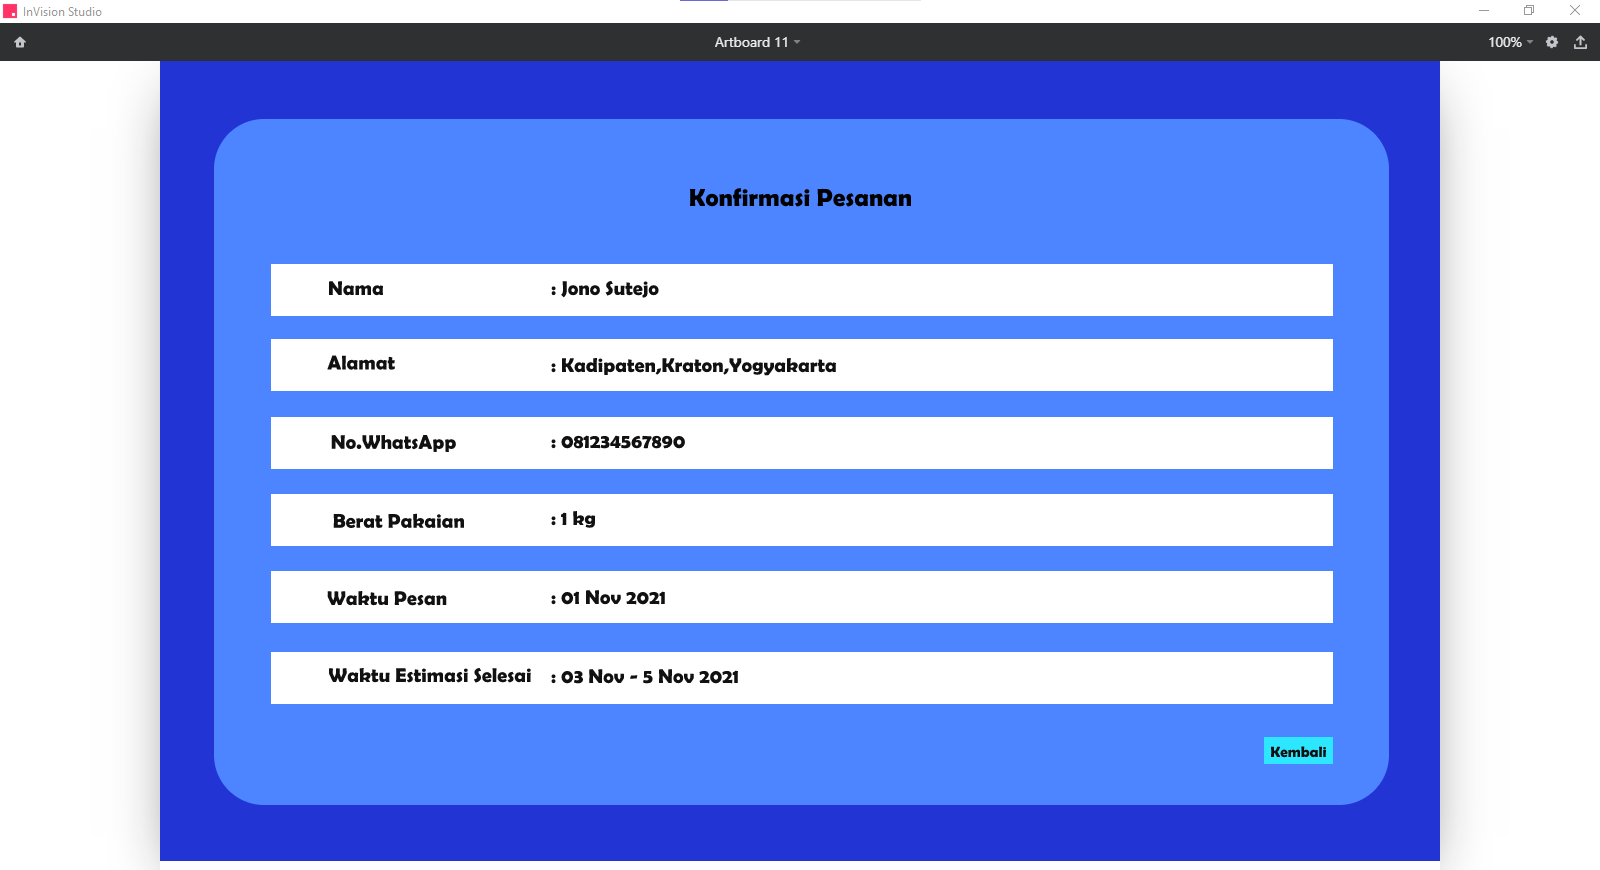 InVision Studio
Artboard 11
100%
Konfirmasi Pesanan
Nama : Jono Sutejo
Alamat : Kadipaten,Kraton,Yogyakarta
No.WhatsApp : 081234567890
Berat Pakaian : 1 kg
Waktu Pesan : 01 Nov 2021
Waktu Estimasi Selesai : 03 Nov - 5 Nov 2021
Kembali